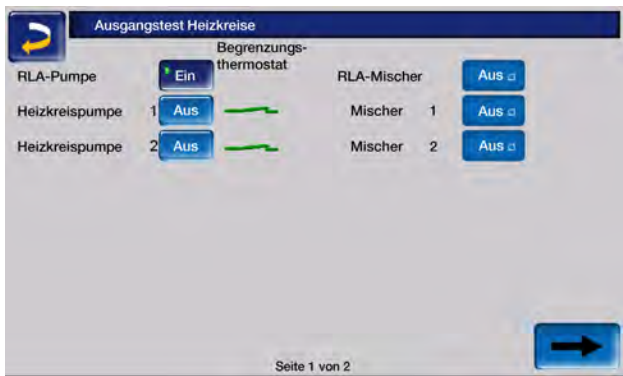 Ausgangstest Heizkreise
Begrenzungs-
thermostat
RLA-Pumpe Ein RLA-Mischer Aus
Heizkreispumpe 1 Aus Mischer 1 Aus
Heizkreispumpe 2 Aus Mischer 2 Aus
Seite 1 von 2